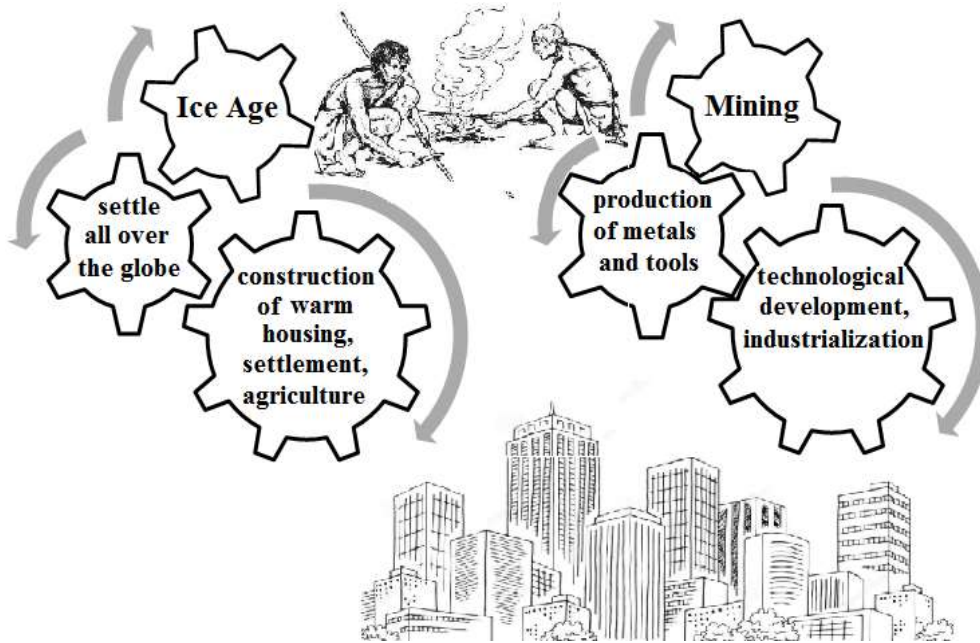 Ice Age
settle
all over
the globe
construction
of warm
housing,
settlement,
agriculture
Mining
production
of metals
and tools
technological
development,
industrialization